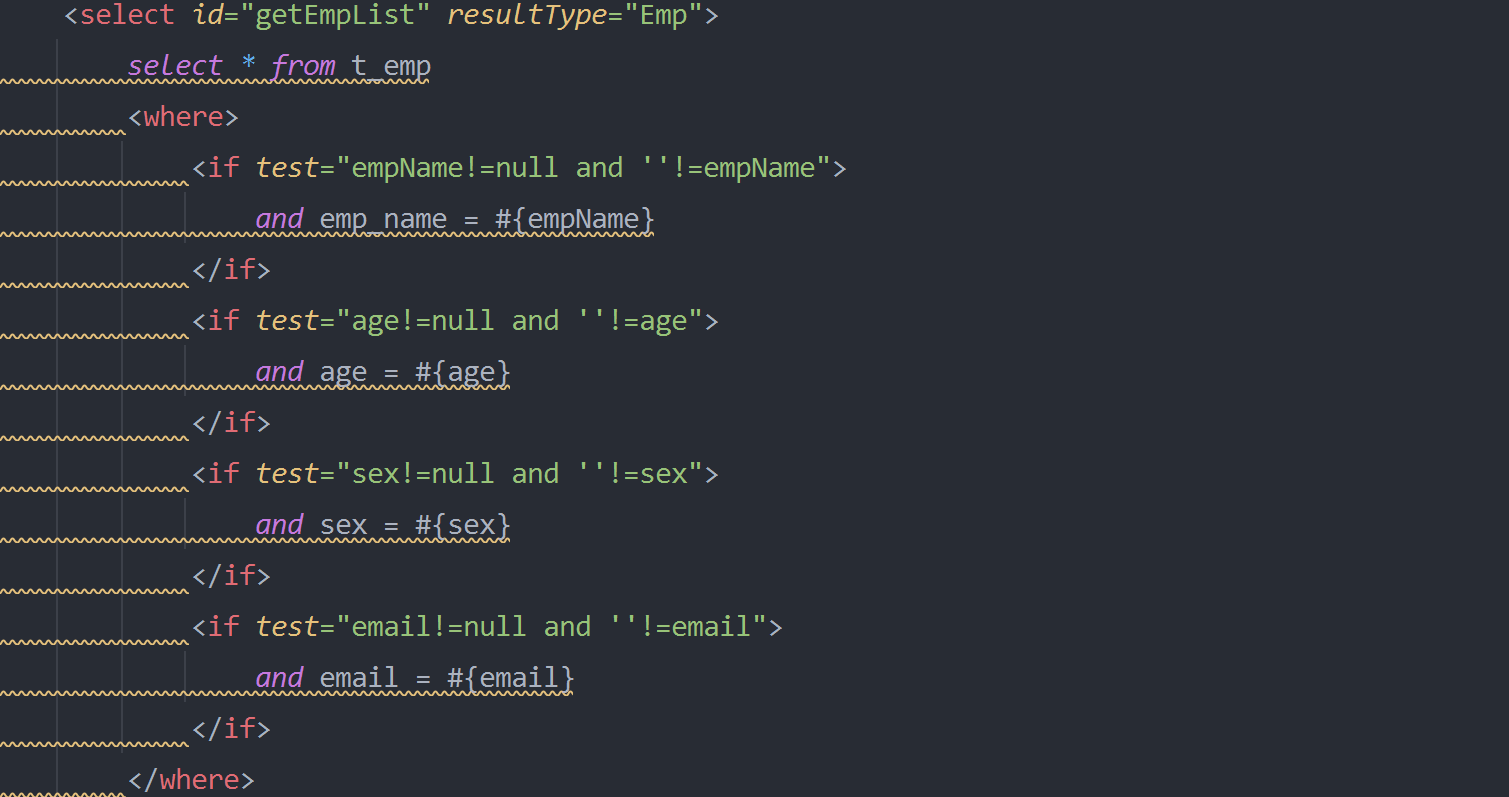 <select id="getEmpList" resultType="Emp">
select * from t_emp
<where>
<if test="empName!=null and ''!=empName">
and emp_name = #{empName}
</if>
<if test="age!=null and ''!=age">
and age = #{age}
</if>
<if test="sex!=null and ''!=sex">
and sex = #{sex}
</if>
<if test="email!=null and ''!=email">
and email = #{email}
</if>
</where>